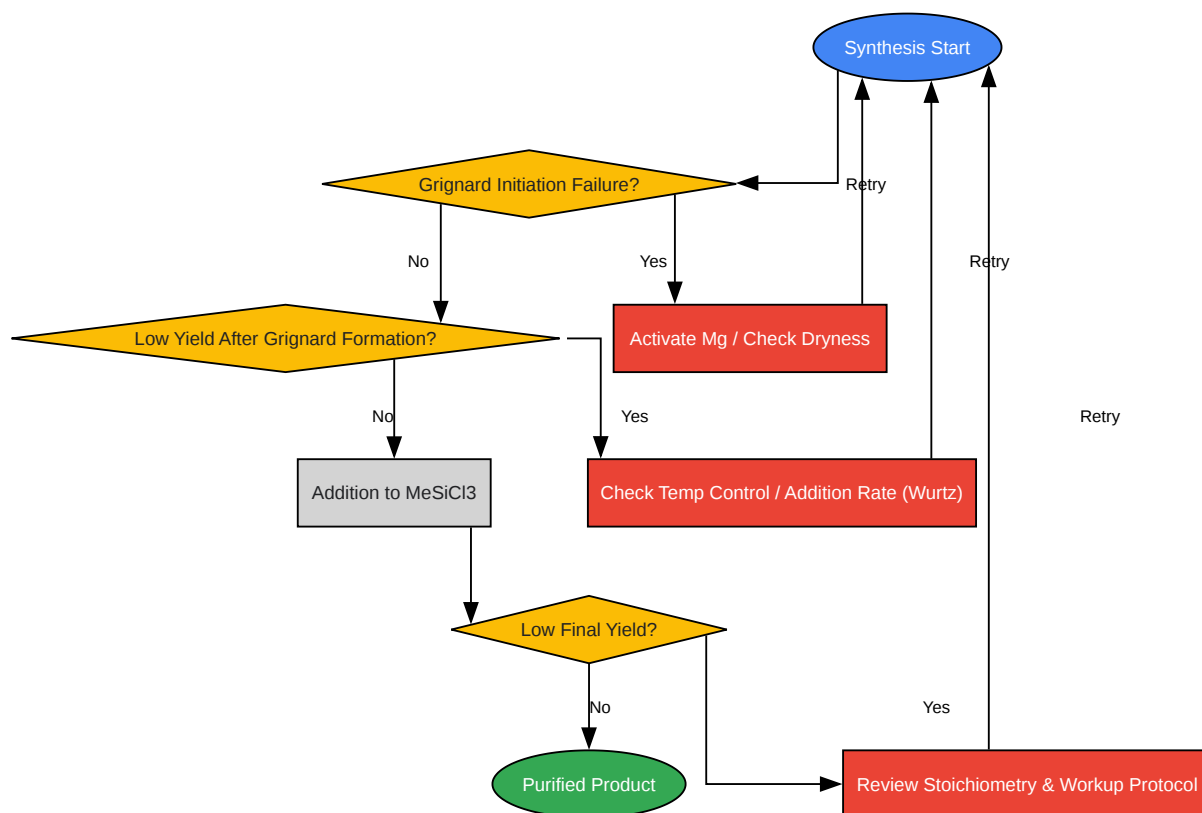 Synthesis Start
Grignard Initiation Failure?
Retry
No
Yes
Retry
Low Yield After Grignard Formation?
Activate Mg / Check Dryness
No
Yes
Retry
Addition to MeSiCl3
Check Temp Control / Addition Rate (Wurtz)
Low Final Yield?
No
Yes
Purified Product
Review Stoichiometry & Workup Protocol